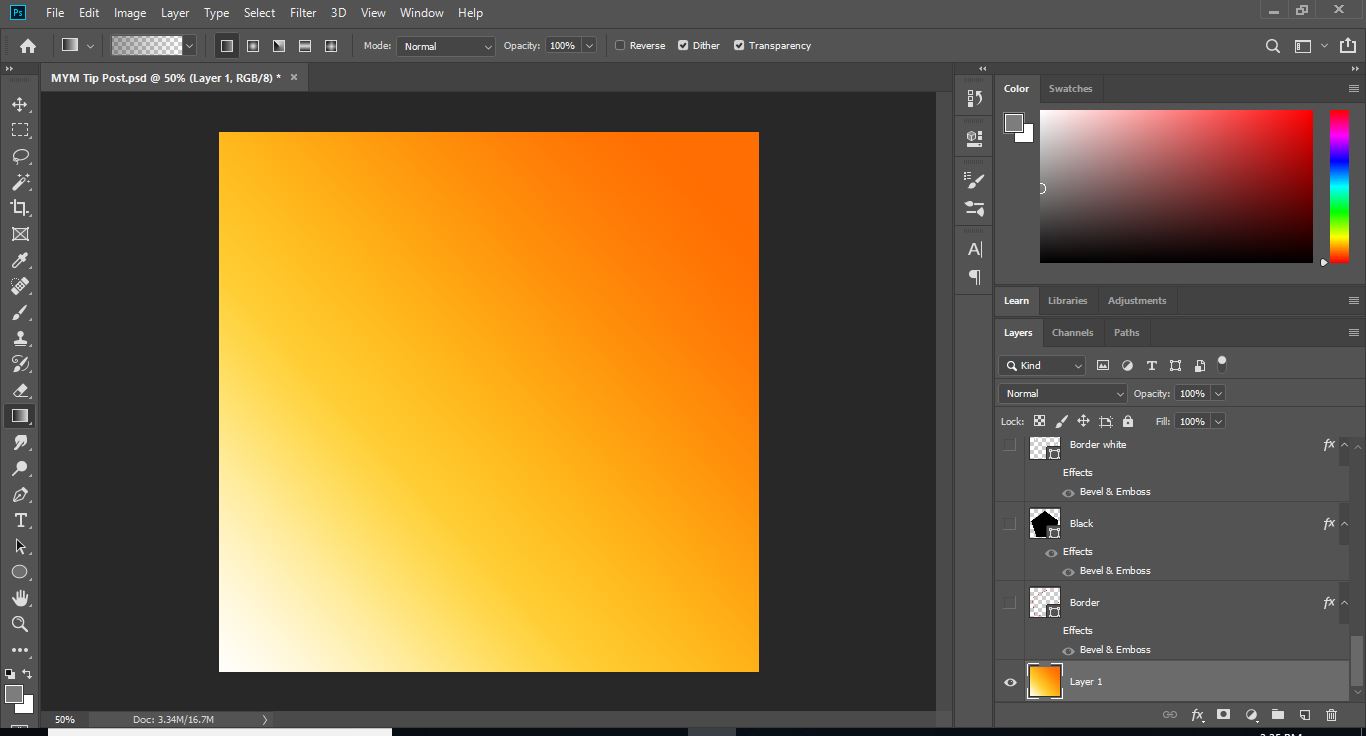 Ps File Edit Image Layer Type Select Filter 3D View Window Help
Mode: Normal Opacity: 100% Reverse Dither Transparency
MYM Tip Post.psd @ 50% (Layer 1, RGB/8) *
Color Swatches
Learn Libraries Adjustments
Layers Channels Paths
Kind
Normal Opacity: 100%
Lock: Fill: 100%
Border white fx
Effects
Bevel & Emboss
Black fx
Effects
Bevel & Emboss
Border fx
Effects
Bevel & Emboss
Layer 1
50% Doc: 3.34M/16.7M